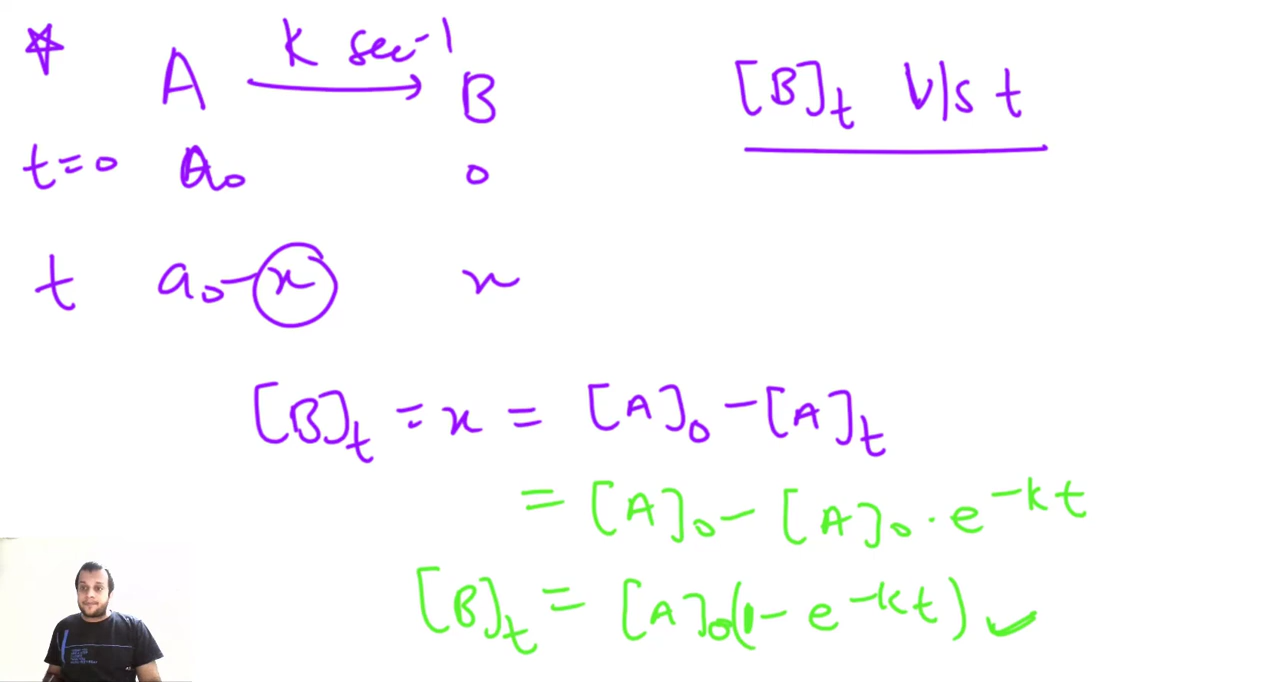 ☆ A —K sec⁻¹→ B
[B]ₜ V/s t
t=0 A₀ 0
t a₀-x x
[B]ₜ = x = [A]₀ - [A]ₜ
= [A]₀ - [A]₀ · e^-kt
[B]ₜ = [A]₀(1 - e^-kt) ✓